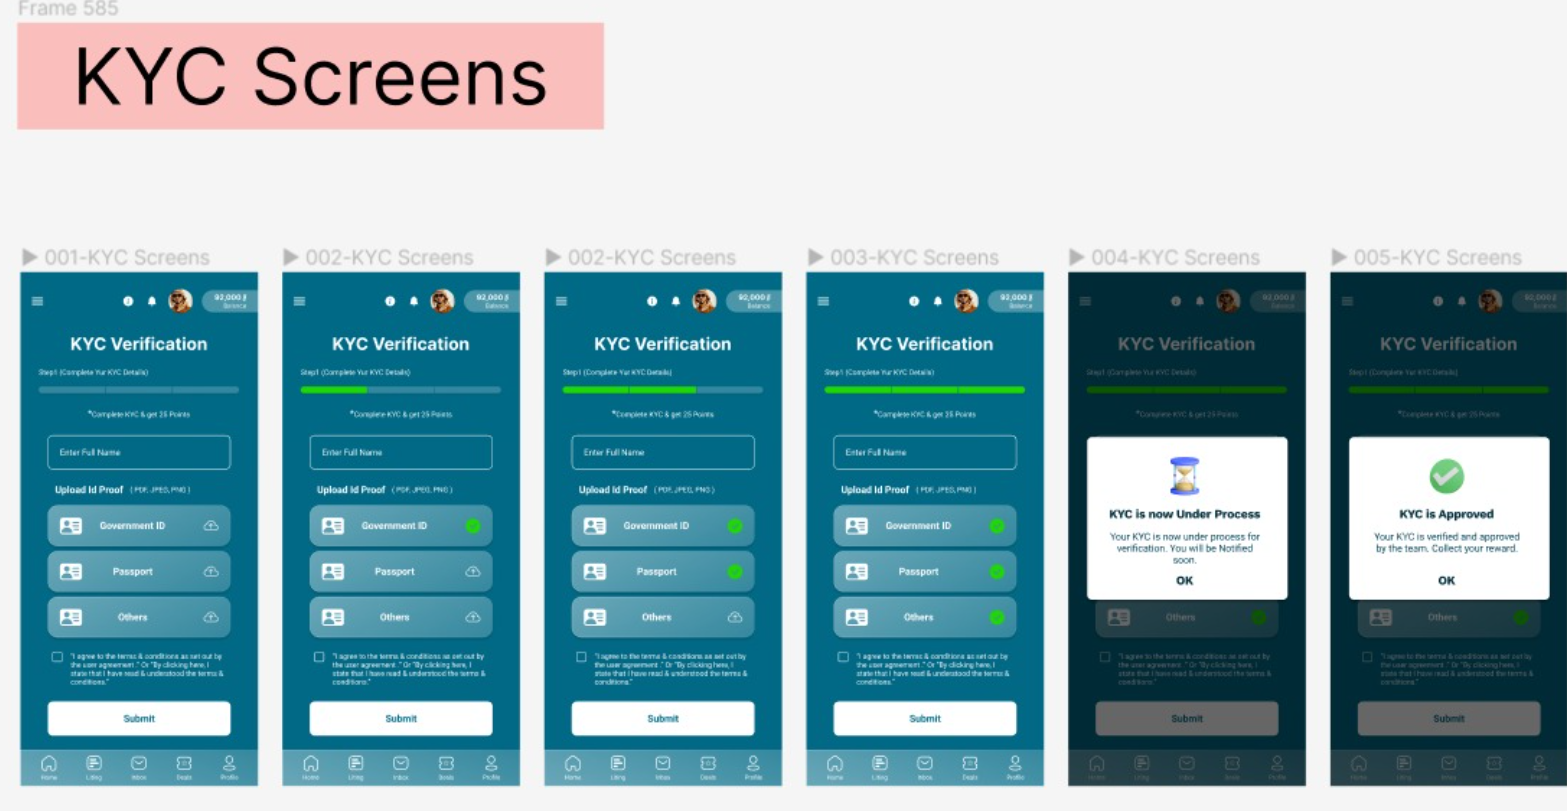 Frame 585
KYC Screens
001-KYC Screens
92,000 ₿
Balance
KYC Verification
Step1 (Complete Yur KYC Details)
*Complete KYC & get 25 Points
Enter Full Name
Upload Id Proof ( PDF, JPEG, PNG )
Government ID
Passport
Others
"I agree to the terms & conditions as set out by
the user agreement ." Or "By clicking here, I
state that I have read & understood the terms &
conditions."
Submit
Home
Liting
Inbox
Deals
Profile
002-KYC Screens
92,000 ₿
Balance
KYC Verification
Step1 (Complete Yur KYC Details)
*Complete KYC & get 25 Points
Enter Full Name
Upload Id Proof ( PDF, JPEG, PNG )
Government ID
Passport
Others
"I agree to the terms & conditions as set out by
the user agreement ." Or "By clicking here, I
state that I have read & understood the terms &
conditions."
Submit
Home
Liting
Inbox
Deals
Profile
002-KYC Screens
92,000 ₿
Balance
KYC Verification
Step1 (Complete Yur KYC Details)
*Complete KYC & get 25 Points
Enter Full Name
Upload Id Proof ( PDF, JPEG, PNG )
Government ID
Passport
Others
"I agree to the terms & conditions as set out by
the user agreement ." Or "By clicking here, I
state that I have read & understood the terms &
conditions."
Submit
Home
Liting
Inbox
Deals
Profile
003-KYC Screens
92,000 ₿
Balance
KYC Verification
Step1 (Complete Yur KYC Details)
*Complete KYC & get 25 Points
Enter Full Name
Upload Id Proof ( PDF, JPEG, PNG )
Government ID
Passport
Others
"I agree to the terms & conditions as set out by
the user agreement ." Or "By clicking here, I
state that I have read & understood the terms &
conditions."
Submit
Home
Liting
Inbox
Deals
Profile
004-KYC Screens
92,000 ₿
Balance
KYC Verification
Step1 (Complete Yur KYC Details)
*Complete KYC & get 25 Points
KYC is now Under Process
Your KYC is now under process for
verification. You will be Notified
soon.
OK
Others
"I agree to the terms & conditions as set out by
the user agreement ." Or "By clicking here, I
state that I have read & understood the terms &
conditions."
Submit
Home
Liting
Inbox
Deals
Profile
005-KYC Screens
92,000 ₿
Balance
KYC Verification
Step1 (Complete Yur KYC Details)
*Complete KYC & get 25 Points
KYC is Approved
Your KYC is verified and approved
by the team. Collect your reward.
OK
Others
"I agree to the terms & conditions as set out by
the user agreement ." Or "By clicking here, I
state that I have read & understood the terms &
conditions."
Submit
Home
Liting
Inbox
Deals
Profile